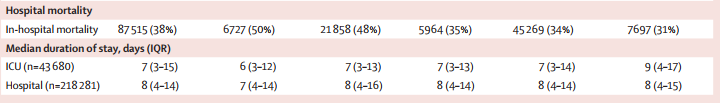 Hospital mortality
In-hospital mortality 87 515 (38%) 6727 (50%) 21 858 (48%) 5964 (35%) 45 269 (34%) 7697 (31%)
Median duration of stay, days (IQR)
ICU (n=43 680) 7 (3–15) 6 (3–12) 7 (3–13) 7 (3–13) 7 (3–14) 9 (4–17)
Hospital (n=218 281) 8 (4–14) 7 (4–14) 8 (4–16) 8 (4–14) 8 (4–14) 8 (4–15)